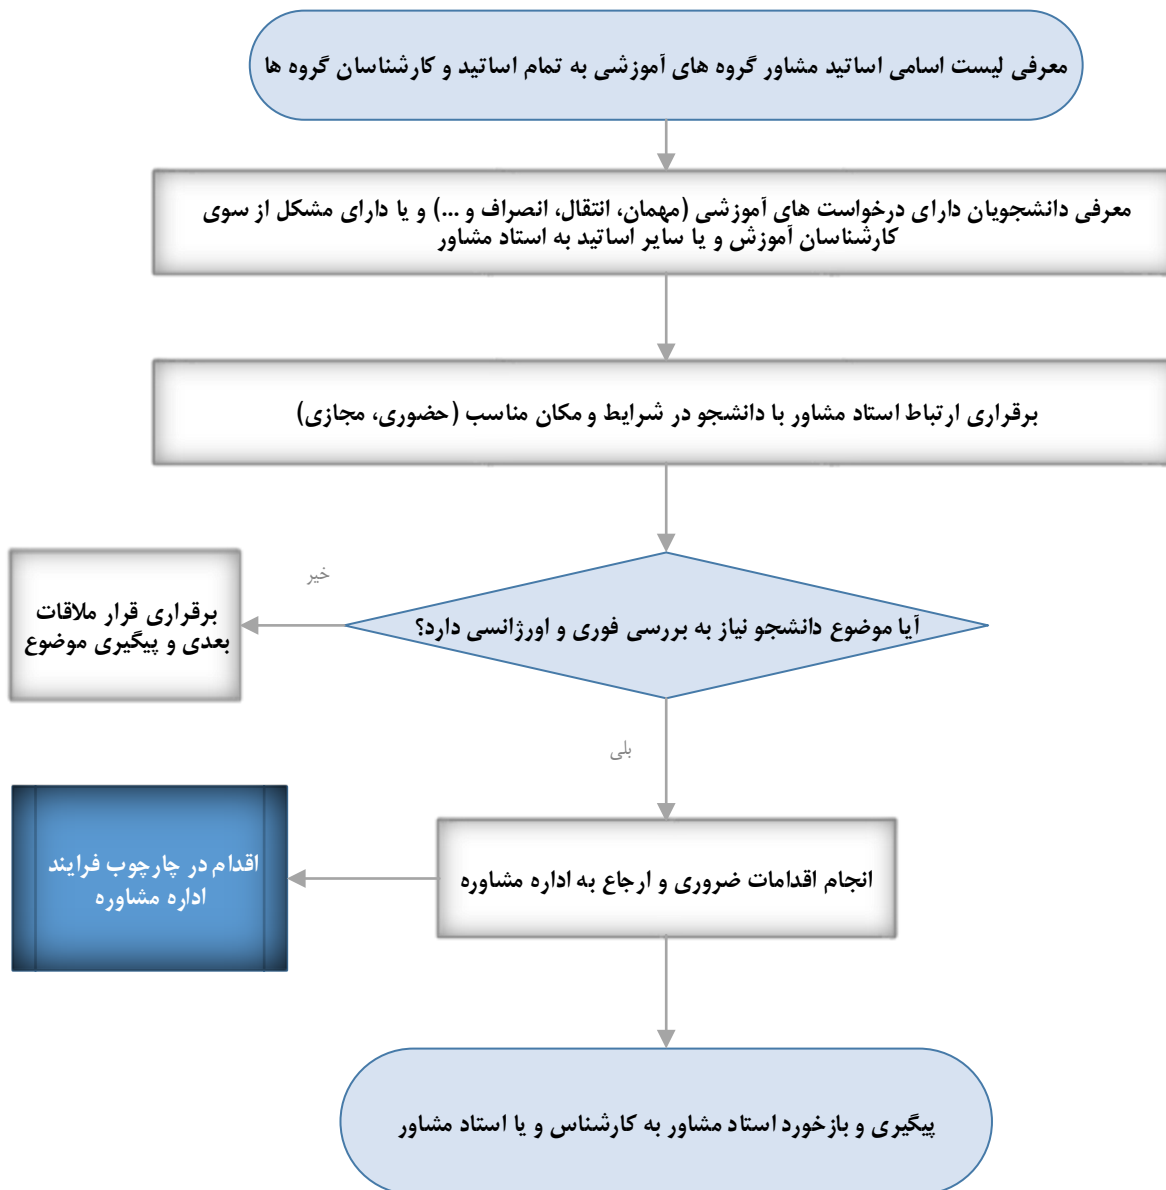 معرفی لیست اسامی اساتید مشاور گروه های آموزشی به تمام اساتید و کارشناسان گروه ها
معرفی دانشجویان دارای درخواست های آموزشی (مهمان، انتقال، انصراف و ...) و یا دارای مشکل از سوی
کارشناسان آموزش و یا سایر اساتید به استاد مشاور
برقراری ارتباط استاد مشاور با دانشجو در شرایط و مکان مناسب (حضوری، مجازی)
آیا موضوع دانشجو نیاز به بررسی فوری و اورژانسی دارد؟
خیر
برقراری قرار ملاقات
بعدی و پیگیری موضوع
بلی
انجام اقدامات ضروری و ارجاع به اداره مشاوره
اقدام در چارچوب فرایند
اداره مشاوره
پیگیری و بازخورد استاد مشاور به کارشناس و یا استاد مشاور